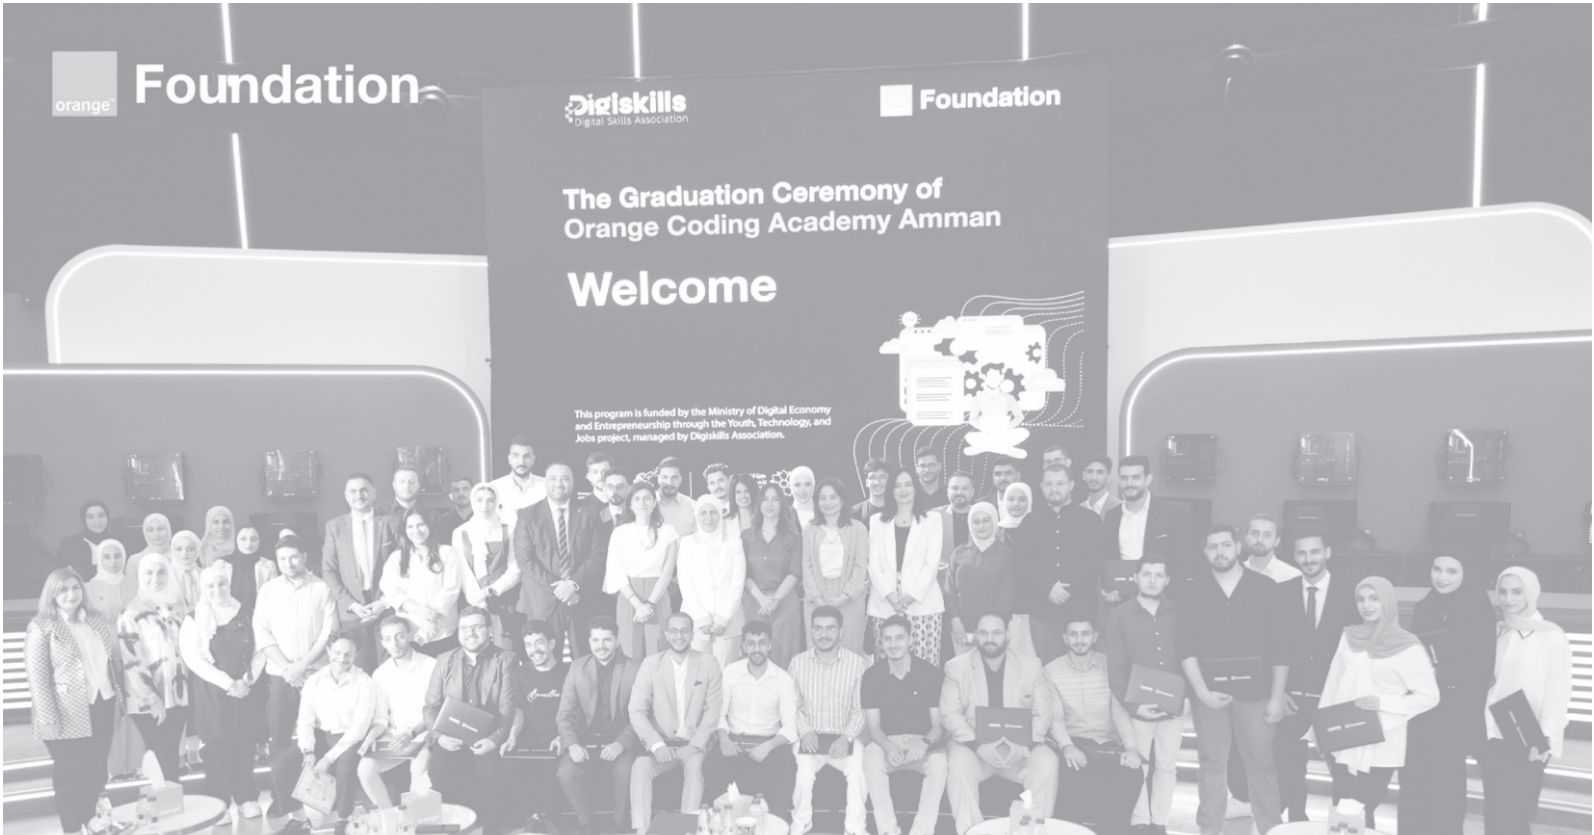 orange™
Foundation
Digiskills
Digital Skills Association
Foundation
The Graduation Ceremony of
Orange Coding Academy Amman
Welcome
This program is funded by the Ministry of Digital Economy
and Entrepreneurship through the Youth, Technology, and
Jobs project, managed by Digiskills Association.